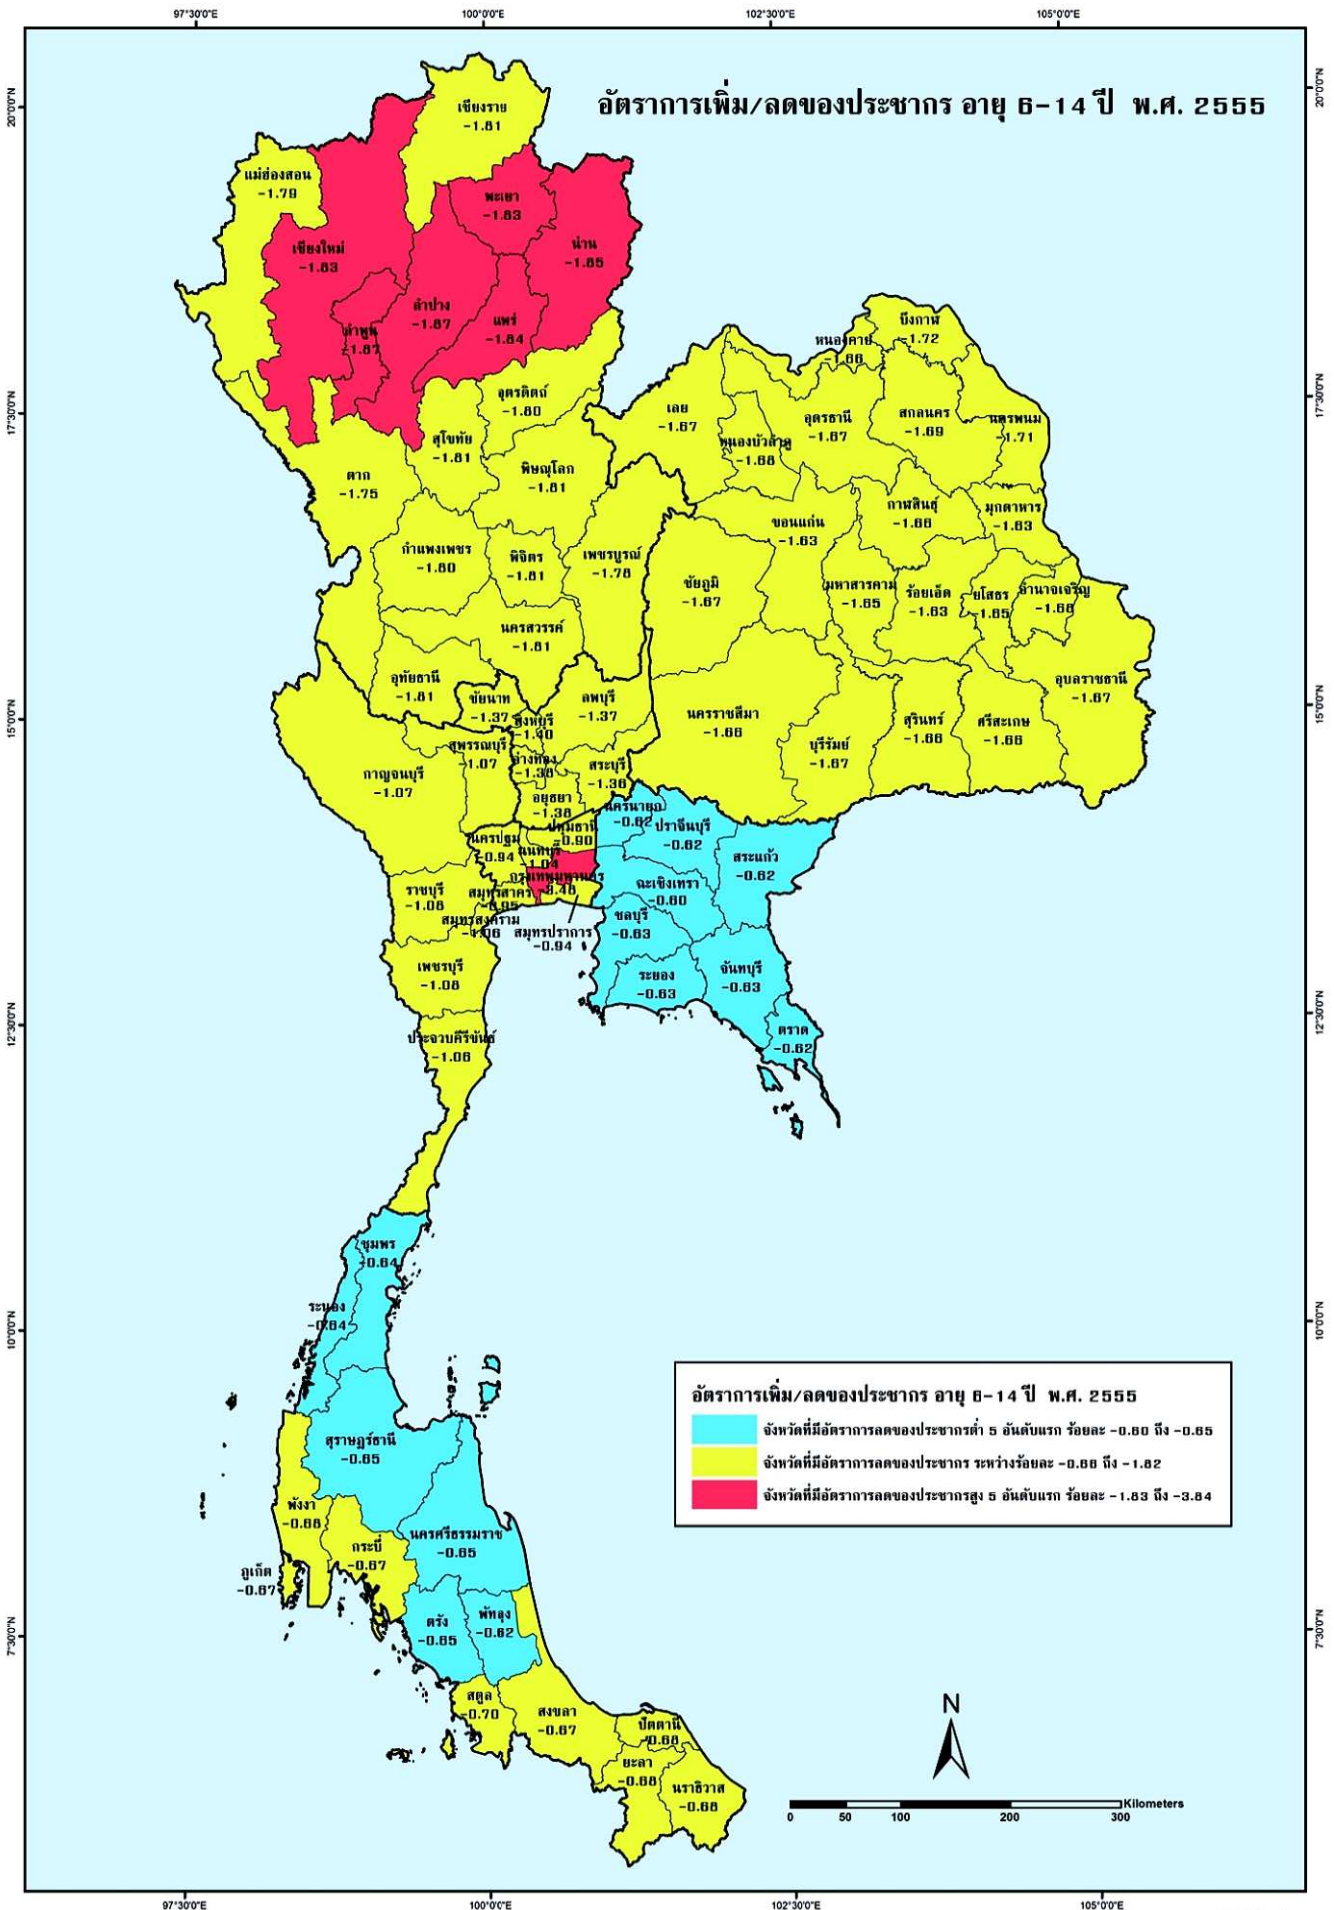 97°30'0"E 100°0'0"E 102°30'0"E 105°0'0"E
อัตราการเพิ่ม/ลดของประชากร อายุ 6-14 ปี พ.ศ. 2555
20°0'0"N
20°0'0"N
เชียงราย
-1.81
แม่ฮ่องสอน
-1.79
พะเยา
-1.83
เชียงใหม่
-1.83
น่าน
-1.85
ลำปาง
-1.87
แพร่
-1.84
ลำพูน
-1.87
บึงกาฬ
-1.72
หนองคาย
-1.66
อุตรดิตถ์
-1.80
17°30'0"N
17°30'0"N
เลย
-1.67
อุดรธานี
-1.67
สกลนคร
-1.69
นครพนม
-1.71
สุโขทัย
-1.81
หนองบัวลำภู
-1.68
ตาก
-1.75
พิษณุโลก
-1.81
กาฬสินธุ์
-1.66
มุกดาหาร
-1.63
ขอนแก่น
-1.63
กำแพงเพชร
-1.80
พิจิตร
-1.81
เพชรบูรณ์
-1.78
ชัยภูมิ
-1.67
มหาสารคาม
-1.65
ร้อยเอ็ด
-1.63
ยโสธร
-1.65
อำนาจเจริญ
-1.68
นครสวรรค์
-1.81
อุทัยธานี
-1.81
อุบลราชธานี
-1.67
ชัยนาท
-1.37
ลพบุรี
-1.37
นครราชสีมา
-1.66
สุรินทร์
-1.66
ศรีสะเกษ
-1.66
15°0'0"N
15°0'0"N
สิงห์บุรี
-1.40
สุพรรณบุรี
-1.07
บุรีรัมย์
-1.67
อ่างทอง
-1.38
สระบุรี
-1.36
กาญจนบุรี
-1.07
อยุธยา
-1.38
นครนายก
-0.62
ปทุมธานี
-0.90
ปราจีนบุรี
-0.62
นครปฐม
-0.94
นนทบุรี
-1.04
สระแก้ว
-0.62
กรุงเทพมหานคร
-3.48
ราชบุรี
-1.08
สมุทรสาคร
-0.95
ฉะเชิงเทรา
-0.60
สมุทรสงคราม
-1.06
สมุทรปราการ
-0.94
ชลบุรี
-0.63
เพชรบุรี
-1.08
ระยอง
-0.63
จันทบุรี
-0.63
12°30'0"N
12°30'0"N
ประจวบคีรีขันธ์
-1.06
ตราด
-0.62
ชุมพร
-0.64
ระนอง
-0.64
10°0'0"N
10°0'0"N
อัตราการเพิ่ม/ลดของประชากร อายุ 6-14 ปี พ.ศ. 2555
จังหวัดที่มีอัตราการลดของประชากรต่ำ 5 อันดับแรก ร้อยละ -0.60 ถึง -0.65
จังหวัดที่มีอัตราการลดของประชากร ระหว่างร้อยละ -0.66 ถึง -1.82
จังหวัดที่มีอัตราการลดของประชากรสูง 5 อันดับแรก ร้อยละ -1.83 ถึง -3.84
สุราษฎร์ธานี
-0.65
พังงา
-0.68
นครศรีธรรมราช
-0.65
กระบี่
-0.67
ภูเก็ต
-0.67
ตรัง
-0.65
พัทลุง
-0.62
7°30'0"N
7°30'0"N
สตูล
-0.70
สงขลา
-0.67
ปัตตานี
-0.68
ยะลา
-0.68
นราธิวาส
-0.68
N
Kilometers
0 50 100 200 300
97°30'0"E 100°0'0"E 102°30'0"E 105°0'0"E